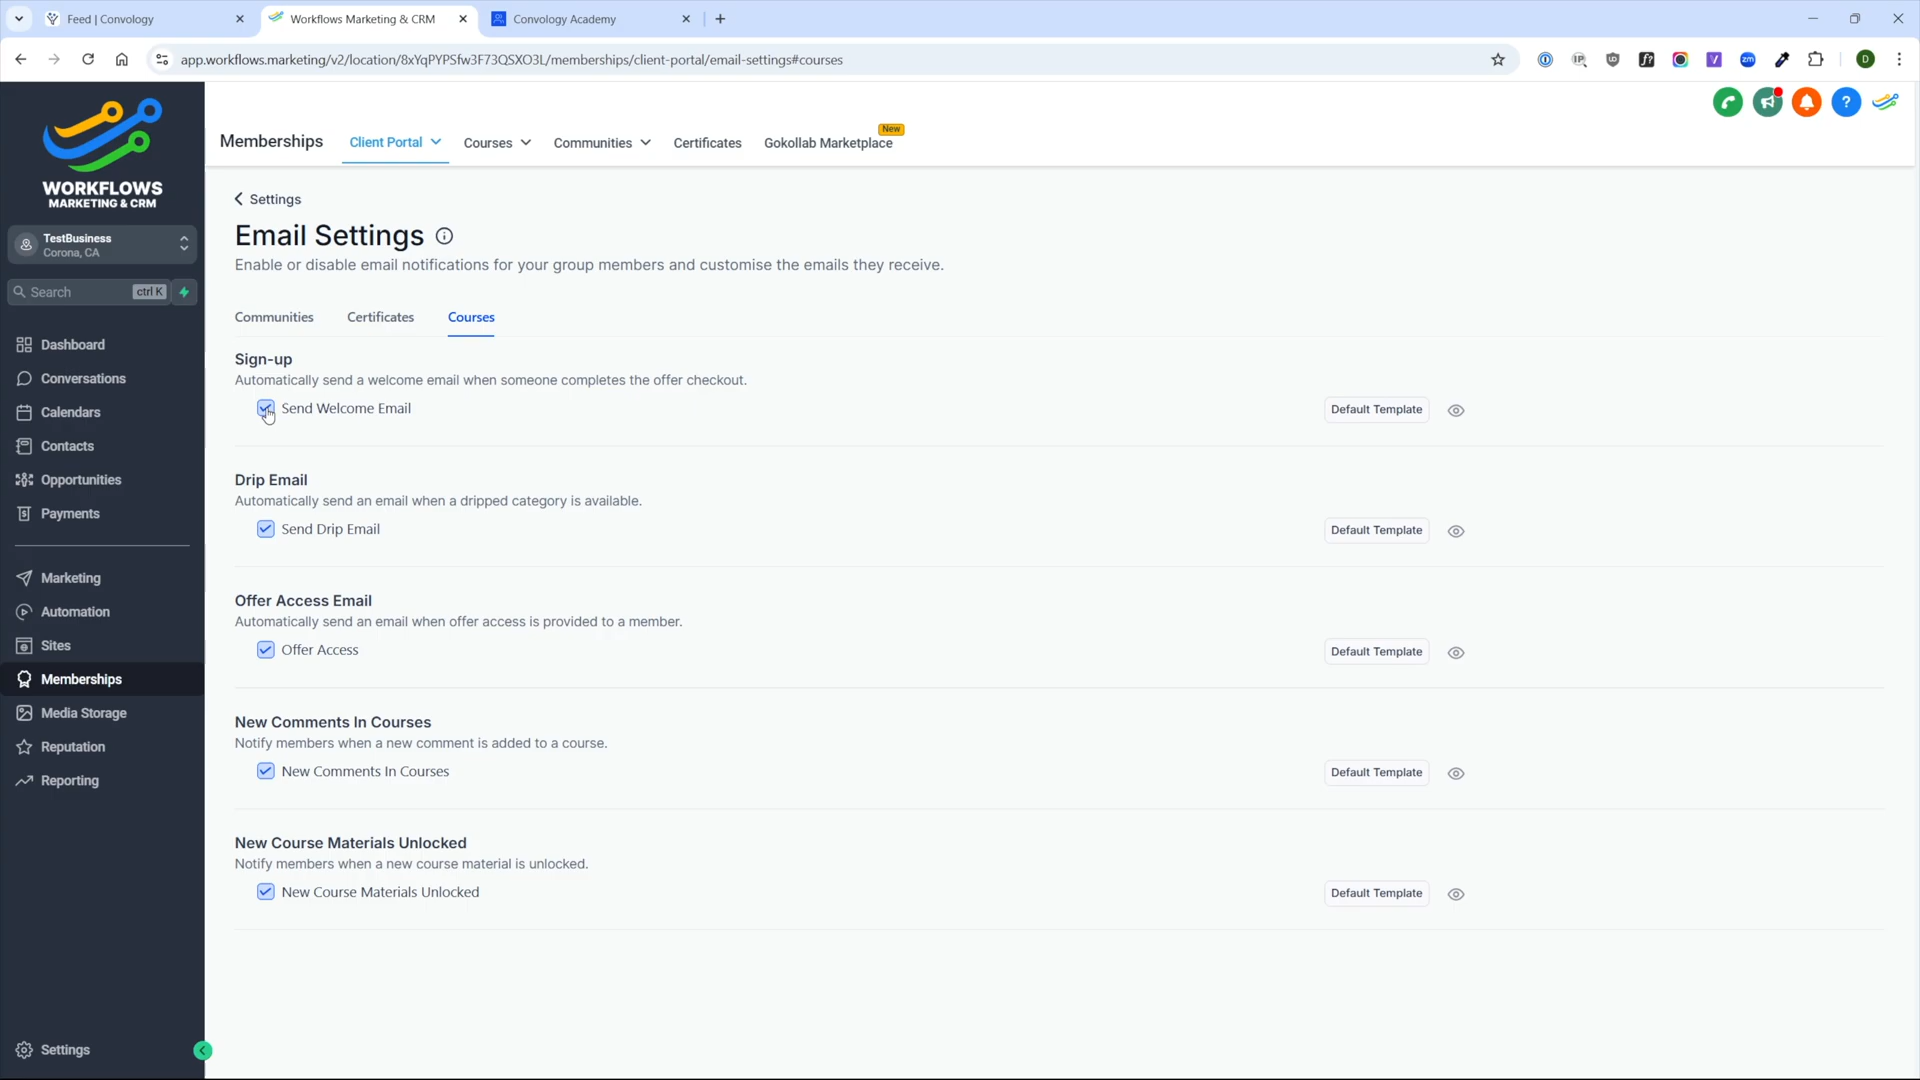 Feed | Convology
Workflows Marketing & CRM
Convology Academy
app.workflows.marketing/v2/location/8xYqPYPSfw3F73QSXO3L/memberships/client-portal/email-settings#courses
D
WORKFLOWS
MARKETING & CRM
TestBusiness
Corona, CA
Search
ctrl K
Dashboard
Conversations
Calendars
Contacts
Opportunities
Payments
Marketing
Automation
Sites
Memberships
Media Storage
Reputation
Reporting
Settings
Memberships
Client Portal
Courses
Communities
Certificates
Gokollab Marketplace
New
Settings
Email Settings
Enable or disable email notifications for your group members and customise the emails they receive.
Communities
Certificates
Courses
Sign-up
Automatically send a welcome email when someone completes the offer checkout.
Send Welcome Email
Default Template
Drip Email
Automatically send an email when a dripped category is available.
Send Drip Email
Default Template
Offer Access Email
Automatically send an email when offer access is provided to a member.
Offer Access
Default Template
New Comments In Courses
Notify members when a new comment is added to a course.
New Comments In Courses
Default Template
New Course Materials Unlocked
Notify members when a new course material is unlocked.
New Course Materials Unlocked
Default Template